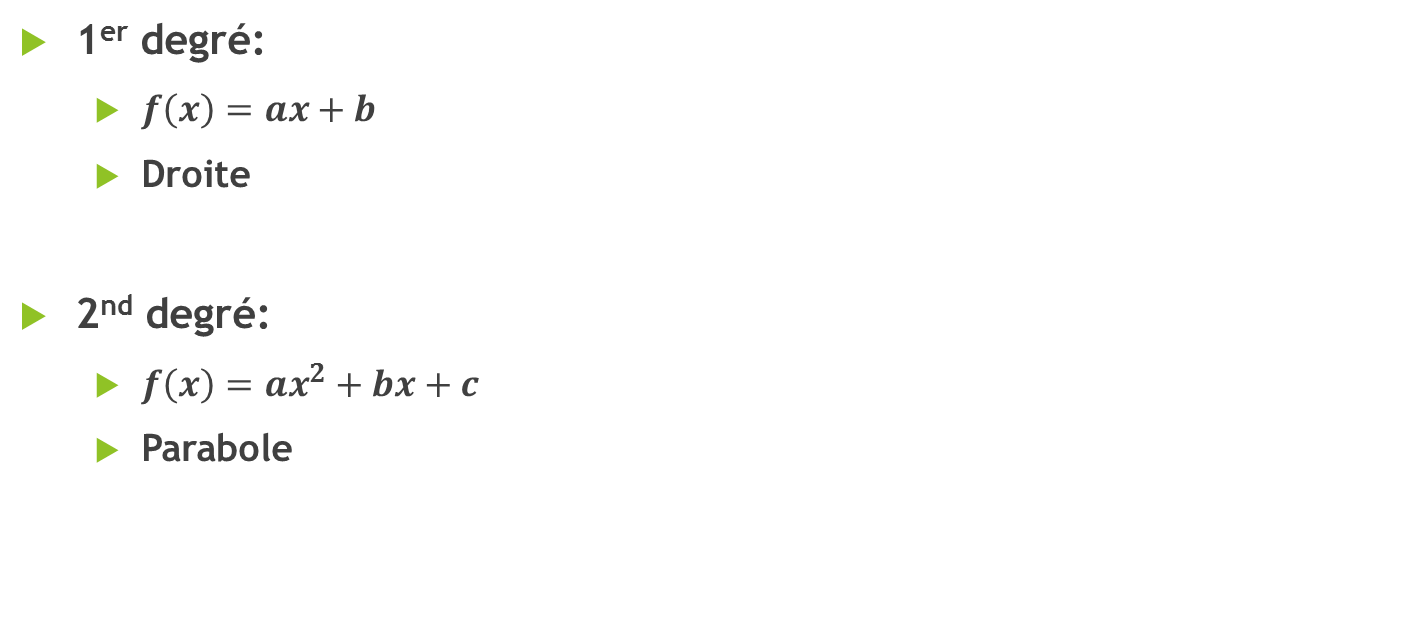 1er degré:
f(x) = ax + b
Droite
2nd degré:
f(x) = ax² + bx + c
Parabole